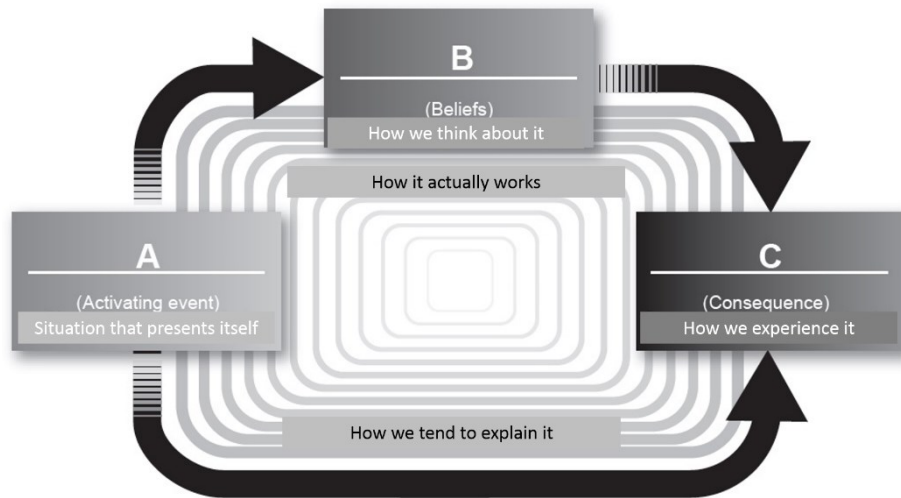 B
(Beliefs)
How we think about it
How it actually works
A
(Activating event)
Situation that presents itself
C
(Consequence)
How we experience it
How we tend to explain it